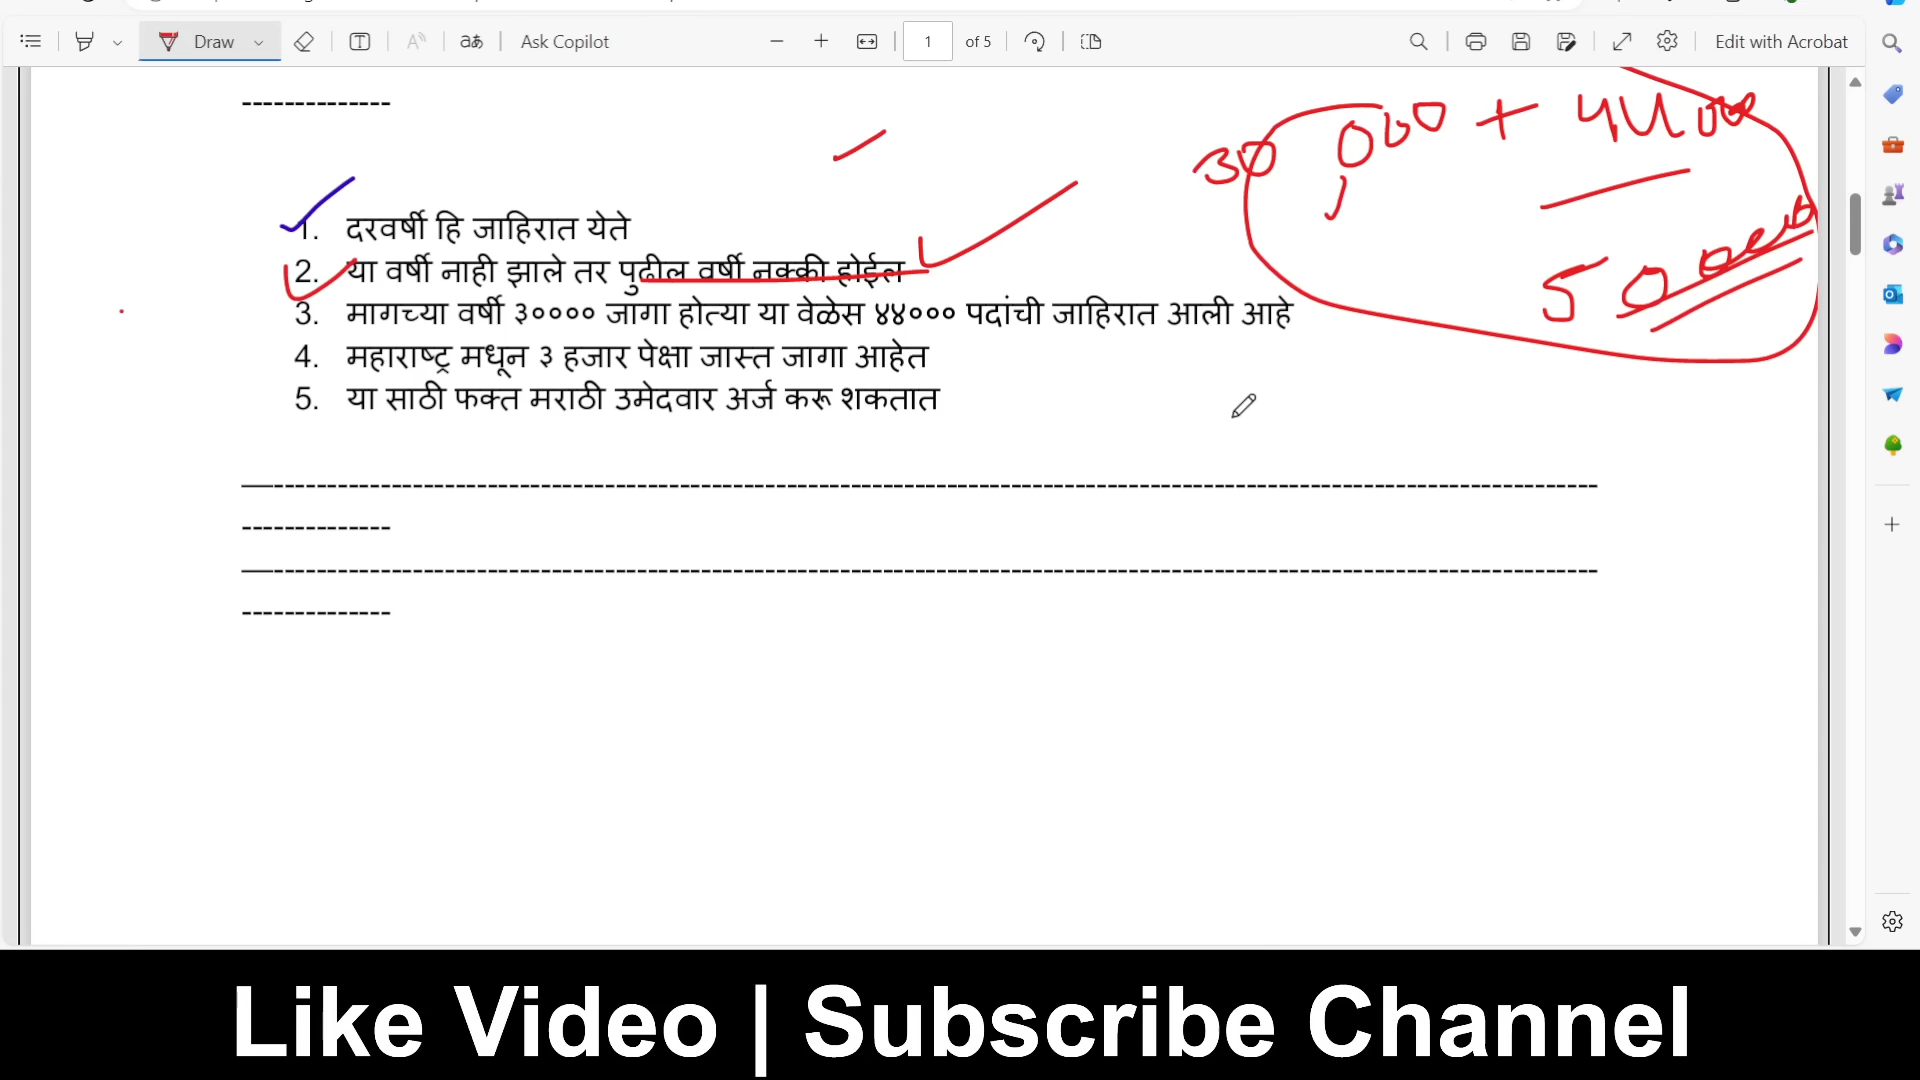 Draw
Ask Copilot
1 of 5
Edit with Acrobat
--------------
30,000 + 44000
50000
1. दरवर्षी हि जाहिरात येते
2. या वर्षी नाही झाले तर पुढील वर्षी नक्की होईल
3. मागच्या वर्षी ३०००० जागा होत्या या वेळेस ४४००० पदांची जाहिरात आली आहे
4. महाराष्ट्र मधून ३ हजार पेक्षा जास्त जागा आहेत
5. या साठी फक्त मराठी उमेदवार अर्ज करू शकतात
Like Video | Subscribe Channel